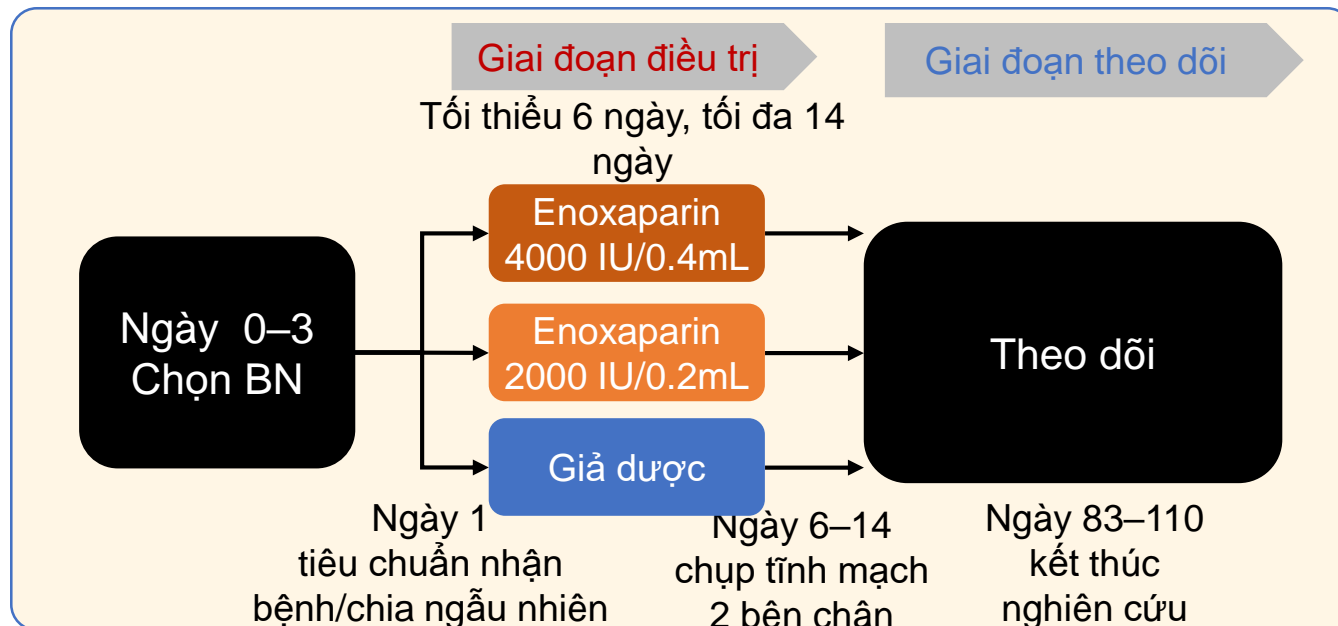 Giai đoạn điều trị
Giai đoạn theo dõi
Tối thiểu 6 ngày, tối đa 14
ngày
Enoxaparin
4000 IU/0.4mL
Ngày 0–3
Chọn BN
Enoxaparin
2000 IU/0.2mL
Theo dõi
Giả dược
Ngày 1
tiêu chuẩn nhận
bệnh/chia ngẫu nhiên
Ngày 6–14
chụp tĩnh mạch
2 bên chân
Ngày 83–110
kết thúc
nghiên cứu